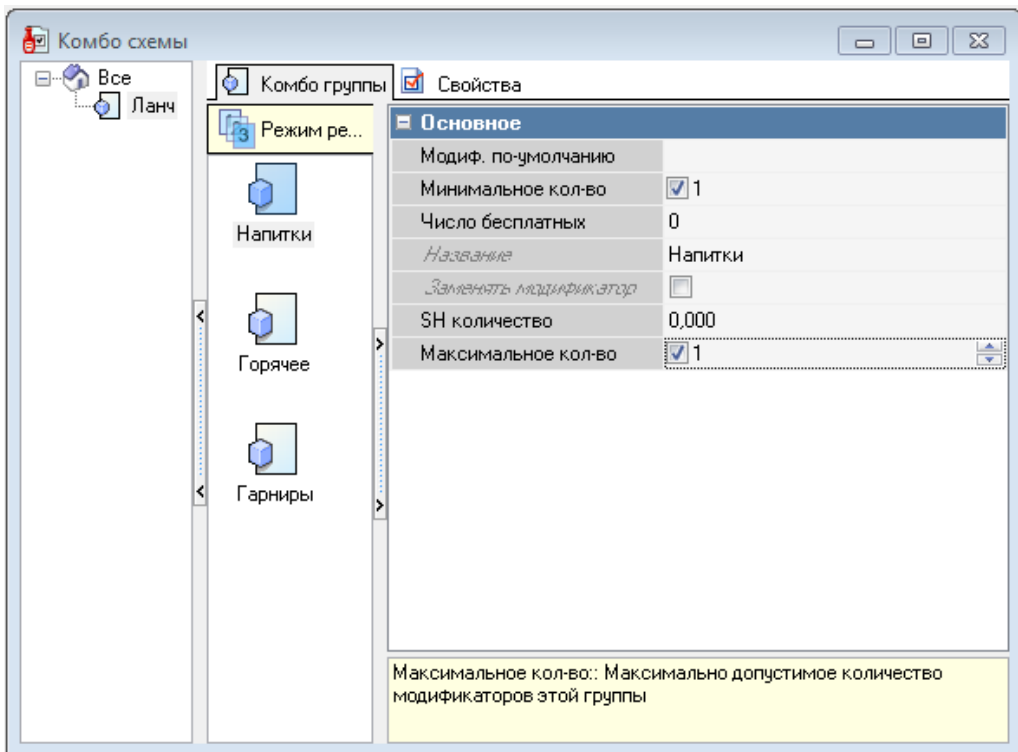 Комбо схемы
Все
Ланч
Комбо группы
Свойства
Режим ре...
Напитки
Горячее
Гарниры
Основное
Модиф. по-умолчанию
Минимальное кол-во 1
Число бесплатных 0
Название Напитки
Заменять модификатор
SH количество 0,000
Максимальное кол-во 1
Максимальное кол-во:: Максимально допустимое количество
модификаторов этой группы